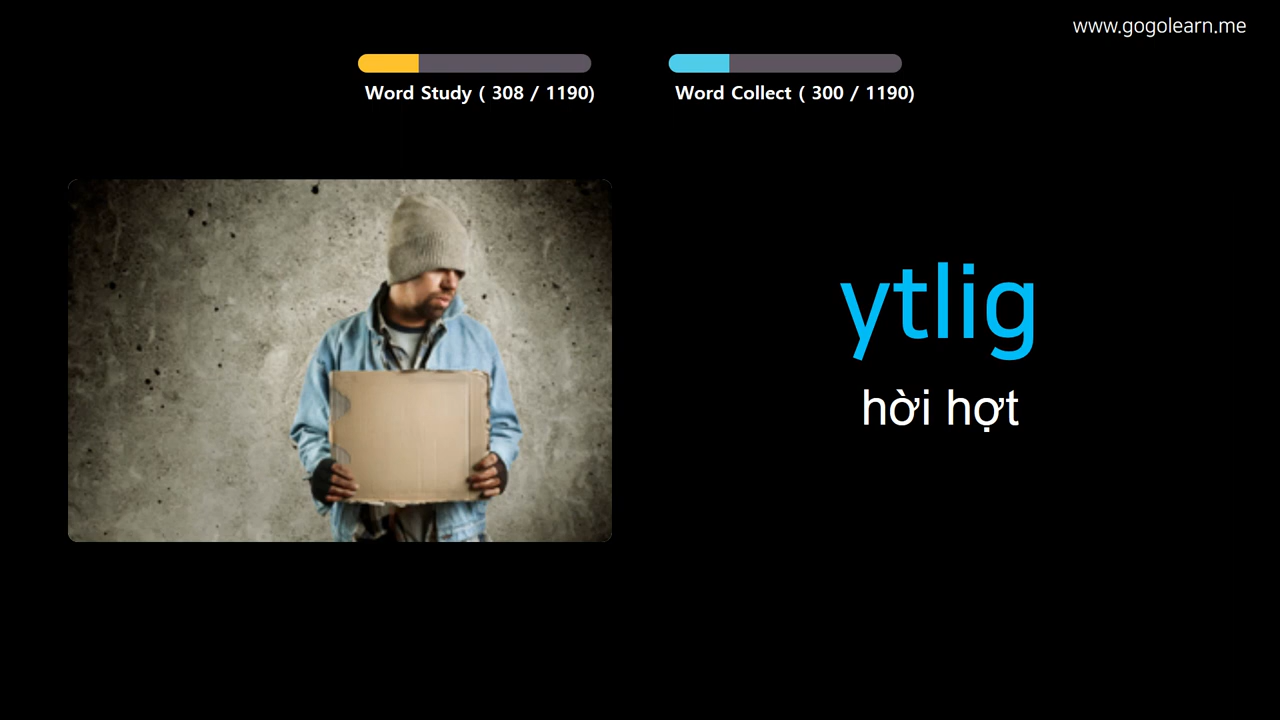 www.gogolearn.me
Word Study ( 308 / 1190)
Word Collect ( 300 / 1190)
ytlig
hời hợt